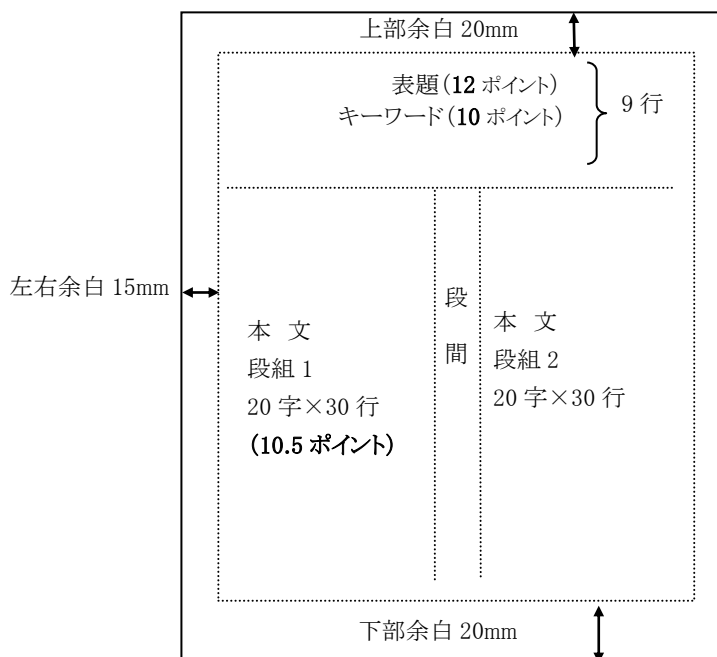 上部余白 20mm
表題(12 ポイント)
キーワード(10 ポイント)
9 行
左右余白 15mm
段
間
本 文
段組 1
20 字×30 行
(10.5 ポイント)
本 文
段組 2
20 字×30 行
下部余白 20mm